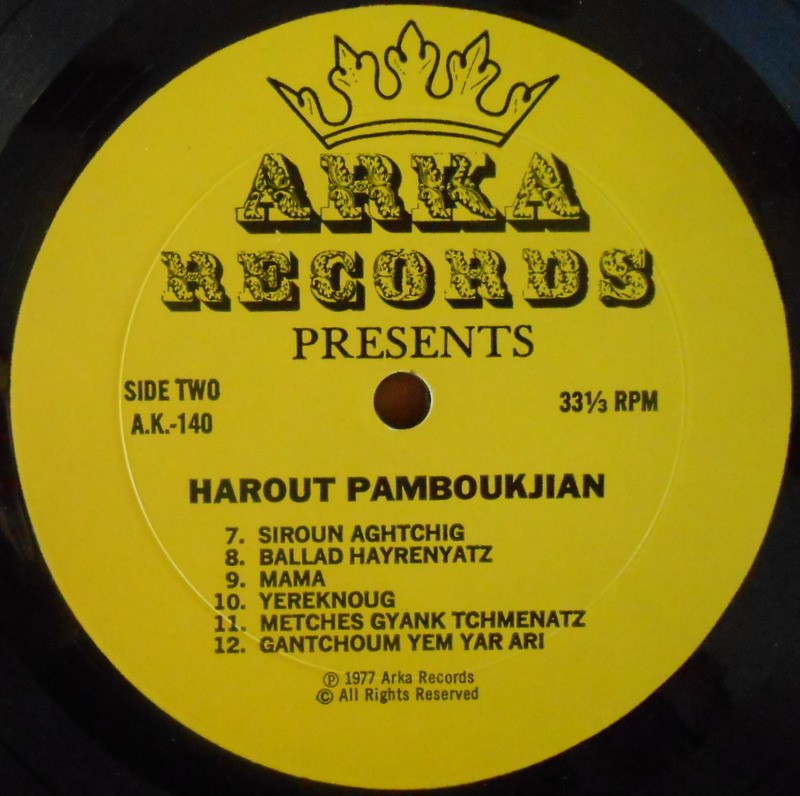 ARKA
RECORDS
PRESENTS
SIDE TWO
A.K.-140
33⅓ RPM
HAROUT PAMBOUKJIAN
7. SIROUN AGHTCHIG
8. BALLAD HAYRENYATZ
9. MAMA
10. YEREKNOUG
11. METCHES GYANK TCHMENATZ
12. GANTCHOUM YEM YAR ARI
℗ 1977 Arka Records
© All Rights Reserved